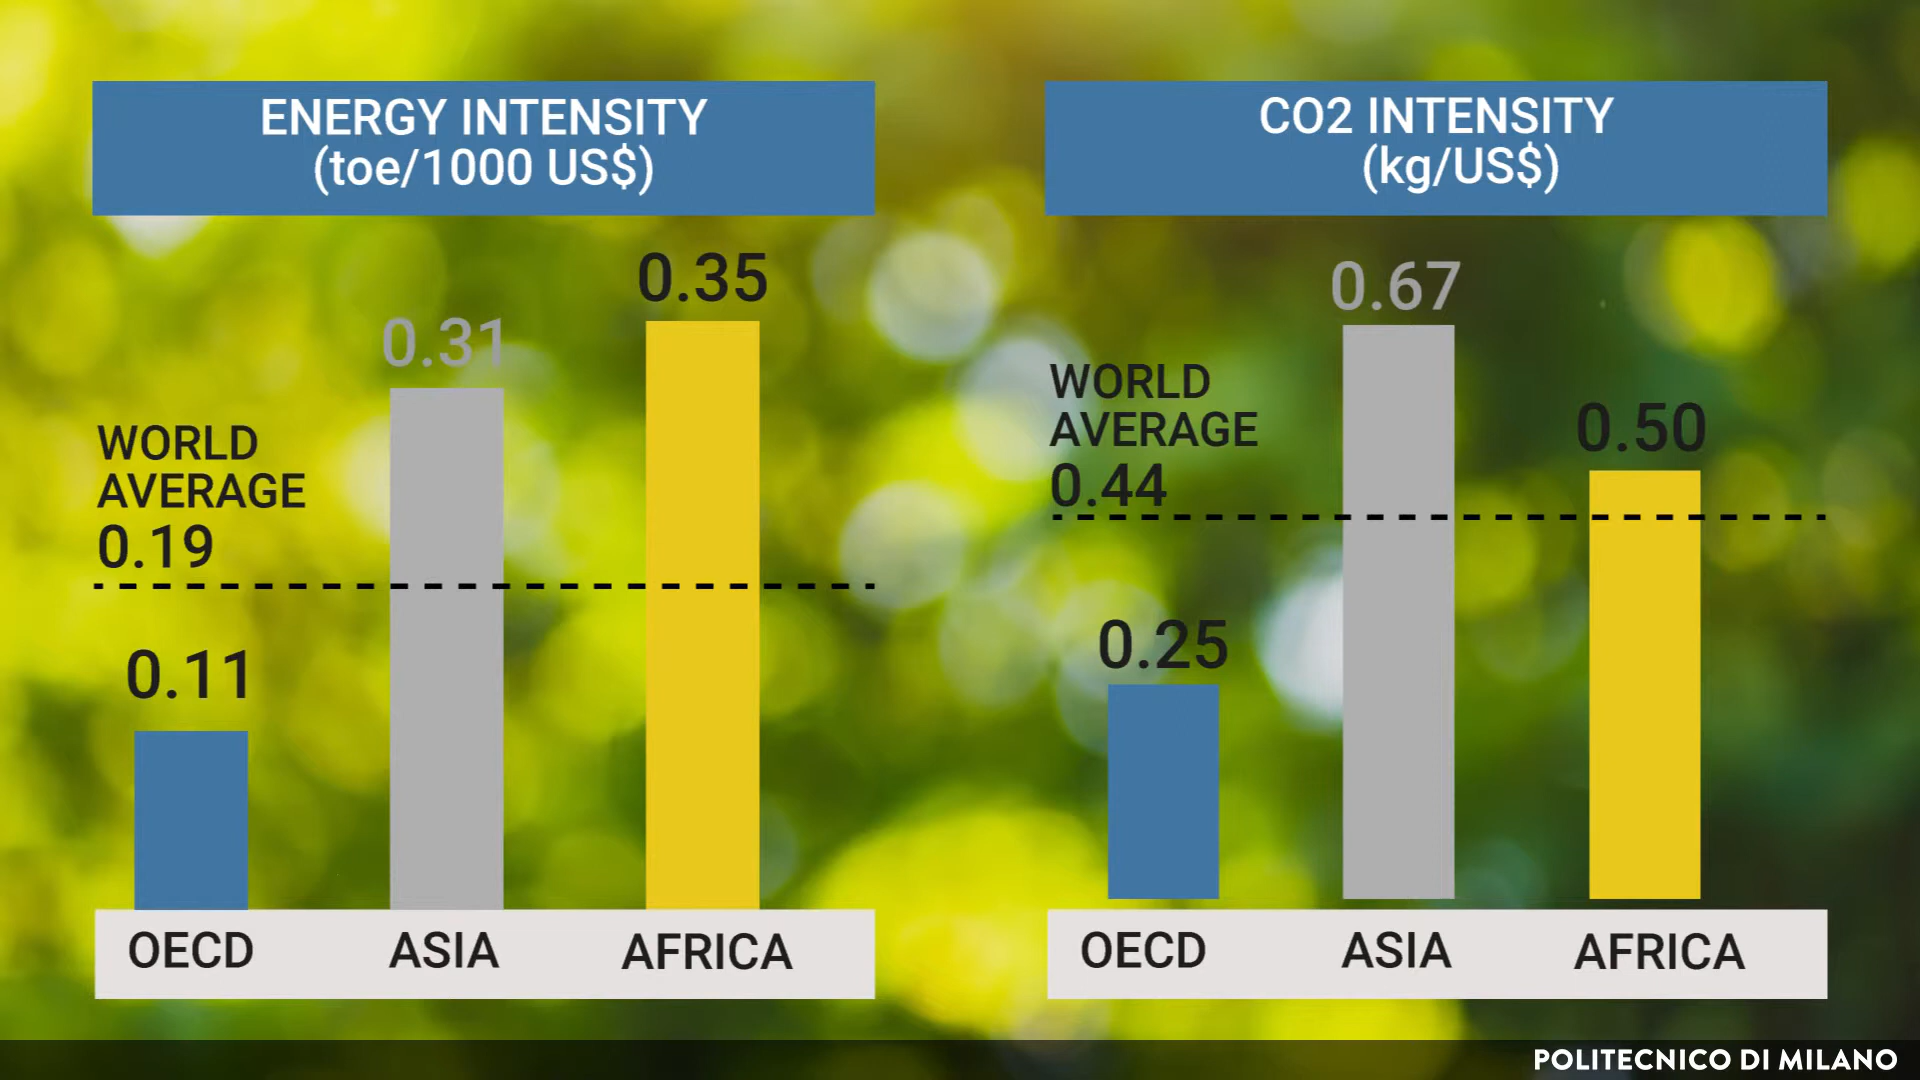 ENERGY INTENSITY
(toe/1000 US$)
0.35
0.31
WORLD
AVERAGE
0.19
0.11
OECD
ASIA
AFRICA
CO2 INTENSITY
(kg/US$)
0.67
WORLD
AVERAGE
0.44
0.50
0.25
OECD
ASIA
AFRICA
POLITECNICO DI MILANO